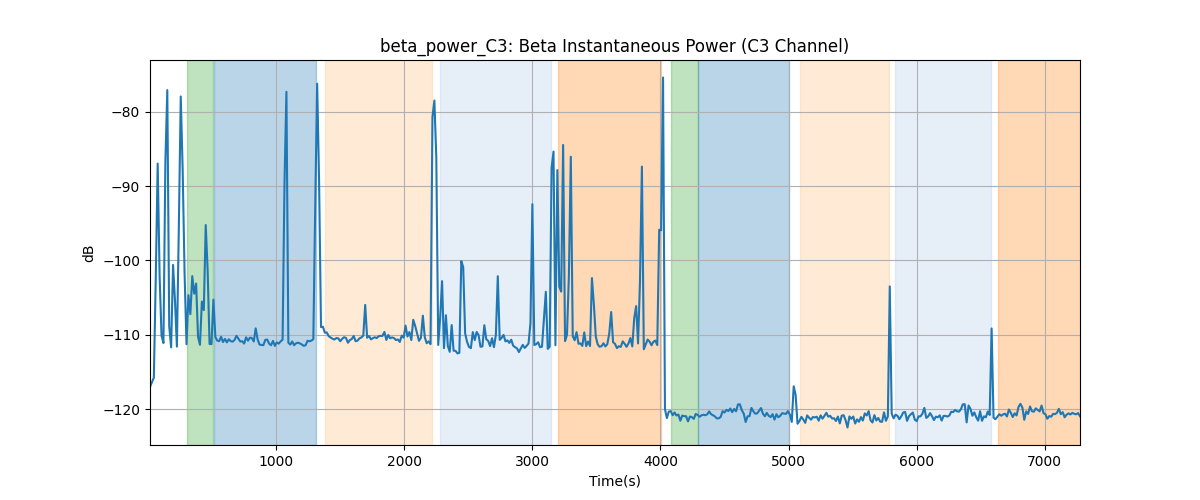 beta_power_C3: Beta Instantaneous Power (C3 Channel)
dB
−80
−90
−100
−110
−120
1000 2000 3000 4000 5000 6000 7000
Time(s)